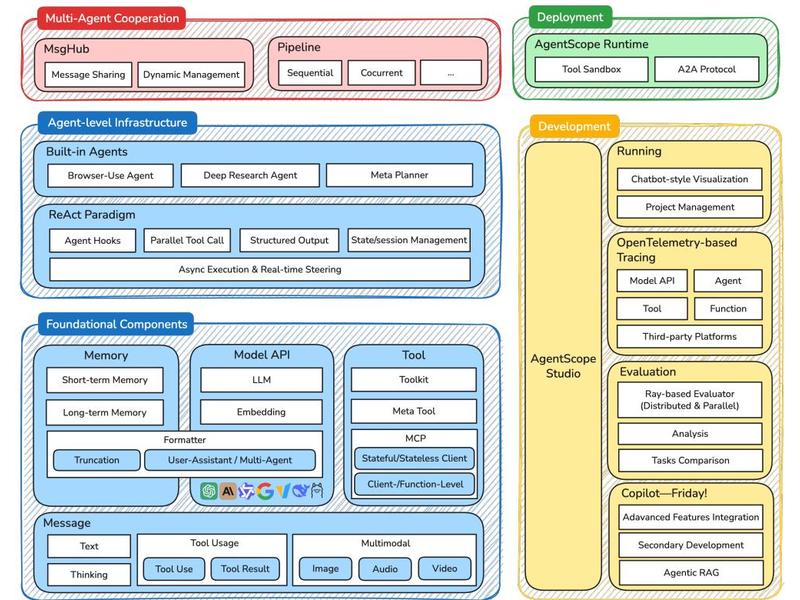 Multi-Agent Cooperation
MsgHub
Message Sharing
Dynamic Management
Pipeline
Sequential
Cocurrent
...
Deployment
AgentScope Runtime
Tool Sandbox
A2A Protocol
Agent-level Infrastructure
Built-in Agents
Browser-Use Agent
Deep Research Agent
Meta Planner
ReAct Paradigm
Agent Hooks
Parallel Tool Call
Structured Output
State/session Management
Async Execution & Real-time Steering
Foundational Components
Memory
Short-term Memory
Long-term Memory
Model API
LLM
Embedding
Formatter
Truncation
User-Assistant / Multi-Agent
Tool
Toolkit
Meta Tool
MCP
Stateful/Stateless Client
Client-/Function-Level
Message
Text
Thinking
Tool Usage
Tool Use
Tool Result
Multimodal
Image
Audio
Video
Development
AgentScope
Studio
Running
Chatbot-style Visualization
Project Management
OpenTelemetry-based
Tracing
Model API
Agent
Tool
Function
Third-party Platforms
Evaluation
Ray-based Evaluator
(Distributed & Parallel)
Analysis
Tasks Comparison
Copilot—Friday!
Adavanced Features Integration
Secondary Development
Agentic RAG